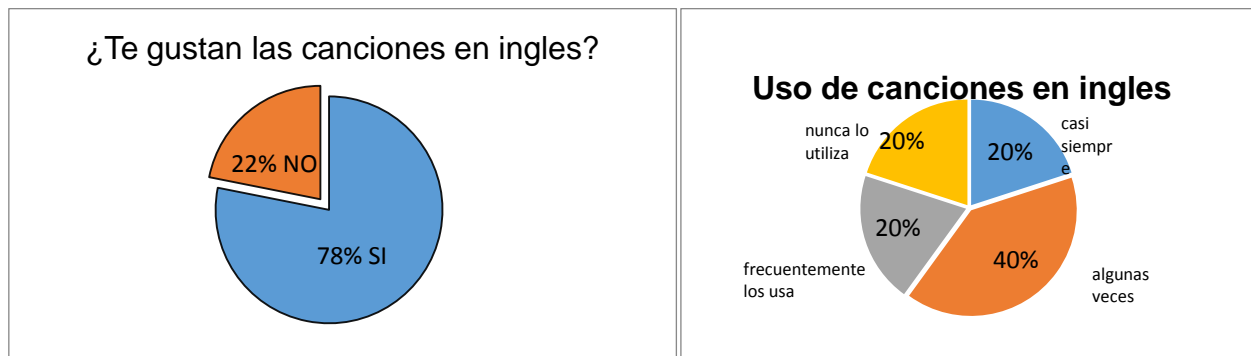 ¿Te gustan las canciones en ingles?
22% NO
78% SI
Uso de canciones en ingles
nunca lo
utiliza
20%
20%
casi
siempr
e
20%
40%
frecuentemente
los usa
algunas
veces